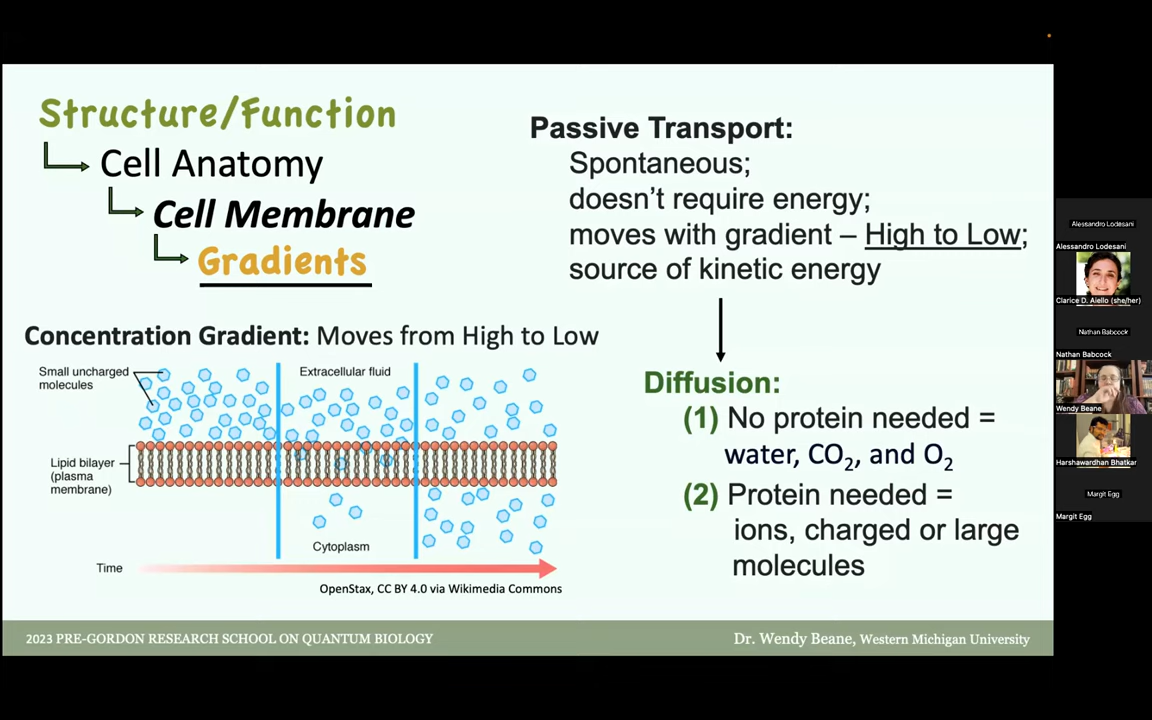 Structure/Function
Cell Anatomy
Cell Membrane
Gradients
Passive Transport:
Spontaneous;
doesn’t require energy;
moves with gradient – High to Low;
source of kinetic energy
Concentration Gradient: Moves from High to Low
Small uncharged
molecules
Extracellular fluid
Lipid bilayer
(plasma
membrane)
Cytoplasm
Time
OpenStax, CC BY 4.0 via Wikimedia Commons
Diffusion:
(1) No protein needed =
water, CO₂, and O₂
(2) Protein needed =
ions, charged or large
molecules
2023 PRE-GORDON RESEARCH SCHOOL ON QUANTUM BIOLOGY
Dr. Wendy Beane, Western Michigan University
Alessandro Lodesani
Alessandro Lodesani
Clarice D. Aiello (she/her)
Nathan Babcock
Nathan Babcock
Wendy Beane
Harshawardhan Bhatkar
Margit Egg
Margit Egg